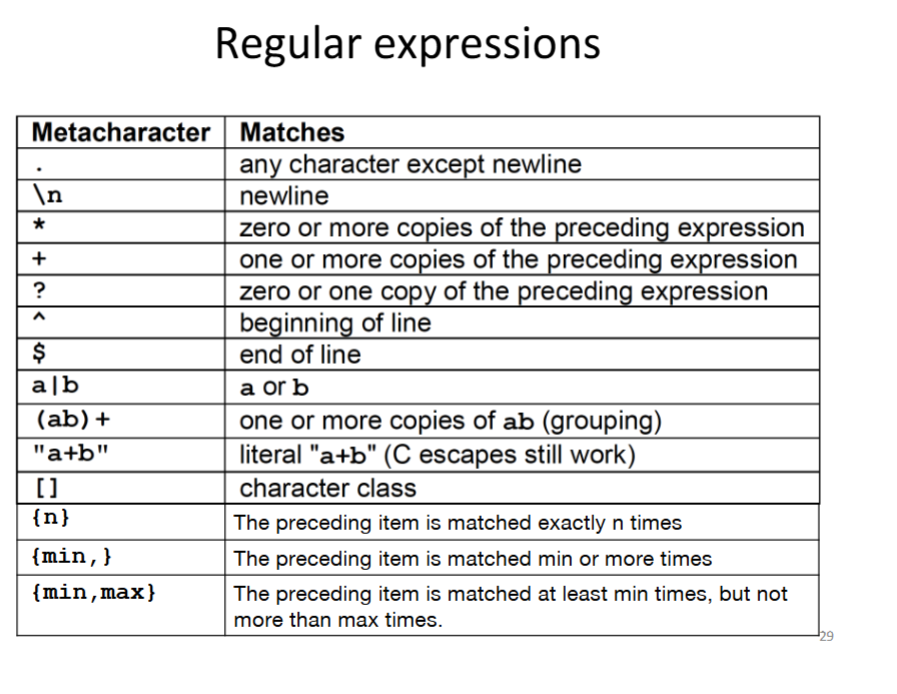 Regular expressions
Metacharacter Matches
. any character except newline
\n newline
* zero or more copies of the preceding expression
+ one or more copies of the preceding expression
? zero or one copy of the preceding expression
^ beginning of line
$ end of line
a|b a or b
(ab)+ one or more copies of ab (grouping)
"a+b" literal "a+b" (C escapes still work)
[] character class
{n} The preceding item is matched exactly n times
{min,} The preceding item is matched min or more times
{min,max} The preceding item is matched at least min times, but not
more than max times.
29